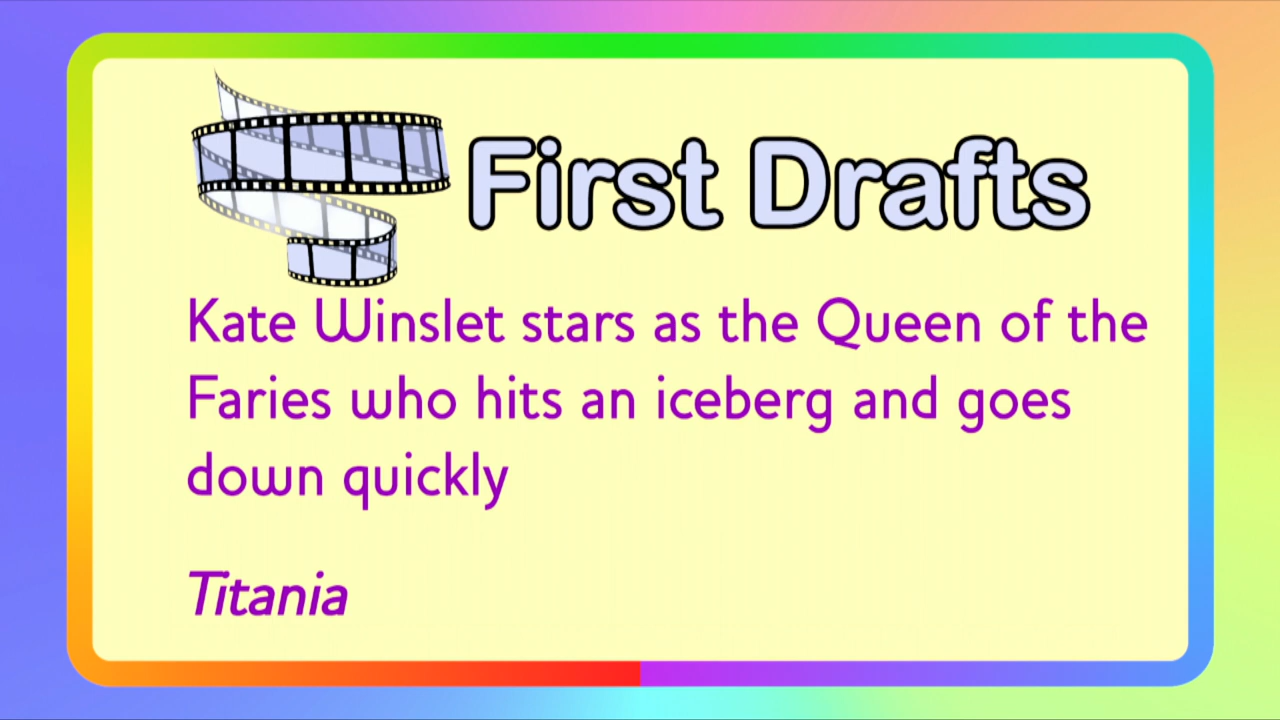 First Drafts
Kate Winslet stars as the Queen of the
Faries who hits an iceberg and goes
down quickly
Titania